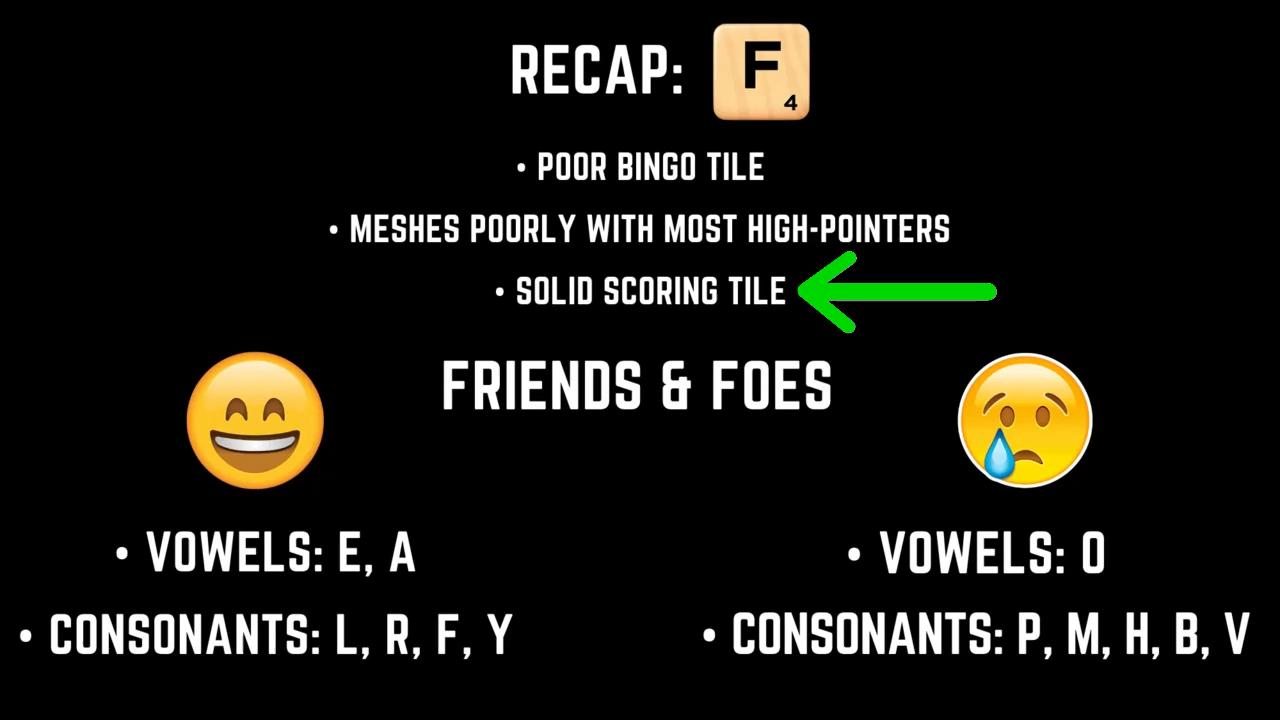 RECAP: F 4
• POOR BINGO TILE
• MESHES POORLY WITH MOST HIGH-POINTERS
• SOLID SCORING TILE
FRIENDS & FOES
• VOWELS: E, A
• CONSONANTS: L, R, F, Y
• VOWELS: O
• CONSONANTS: P, M, H, B, V